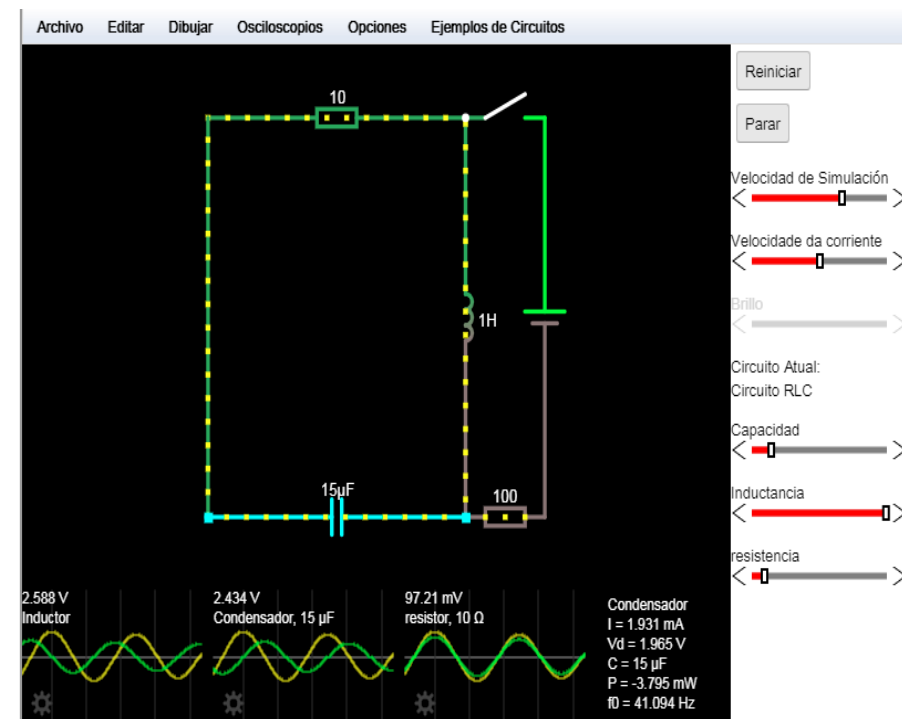 Archivo Editar Dibujar Osciloscopios Opciones Ejemplos de Circuitos
Reiniciar
Parar
Velocidad de Simulación
Velocidade da corriente
Brillo
Circuito Atual:
Circuito RLC
Capacidad
Inductancia
resistencia
10
1H
15µF
100
2.588 V
Inductor
2.434 V
Condensador, 15 µF
97.21 mV
resistor, 10 Ω
Condensador
I = 1.931 mA
Vd = 1.965 V
C = 15 µF
P = -3.795 mW
f0 = 41.094 Hz